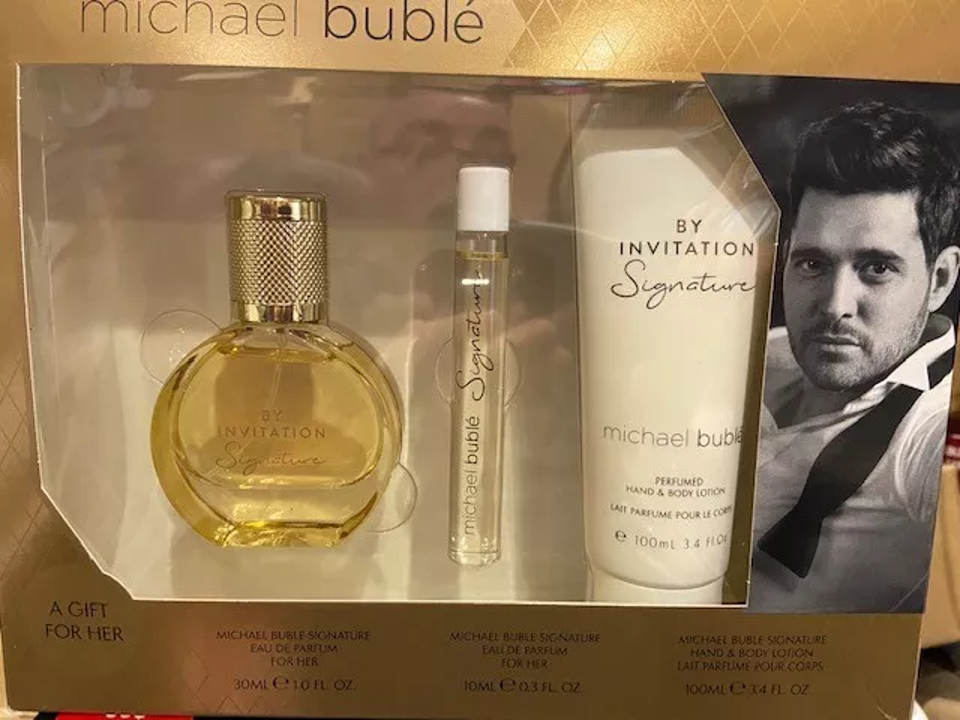 michael bublé
BY
INVITATION
Signature
michael bublé Signature
BY
INVITATION
Signature
michael bublé
PERFUMED
HAND & BODY LOTION
LAIT PARFUME POUR LE CORPS
e 100mL 3.4 Fl.Oz
A GIFT
FOR HER
MICHAEL BUBLE SIGNATURE
EAU DE PARFUM
FOR HER
30ML e 1.0 FL. OZ.
MICHAEL BUBLE SIGNATURE
EAU DE PARFUM
FOR HER
10ML e 0.3 FL. OZ.
MICHAEL BUBLE SIGNATURE
HAND & BODY LOTION
LAIT PARFUME POUR CORPS
100ML e 3.4 FL. OZ.